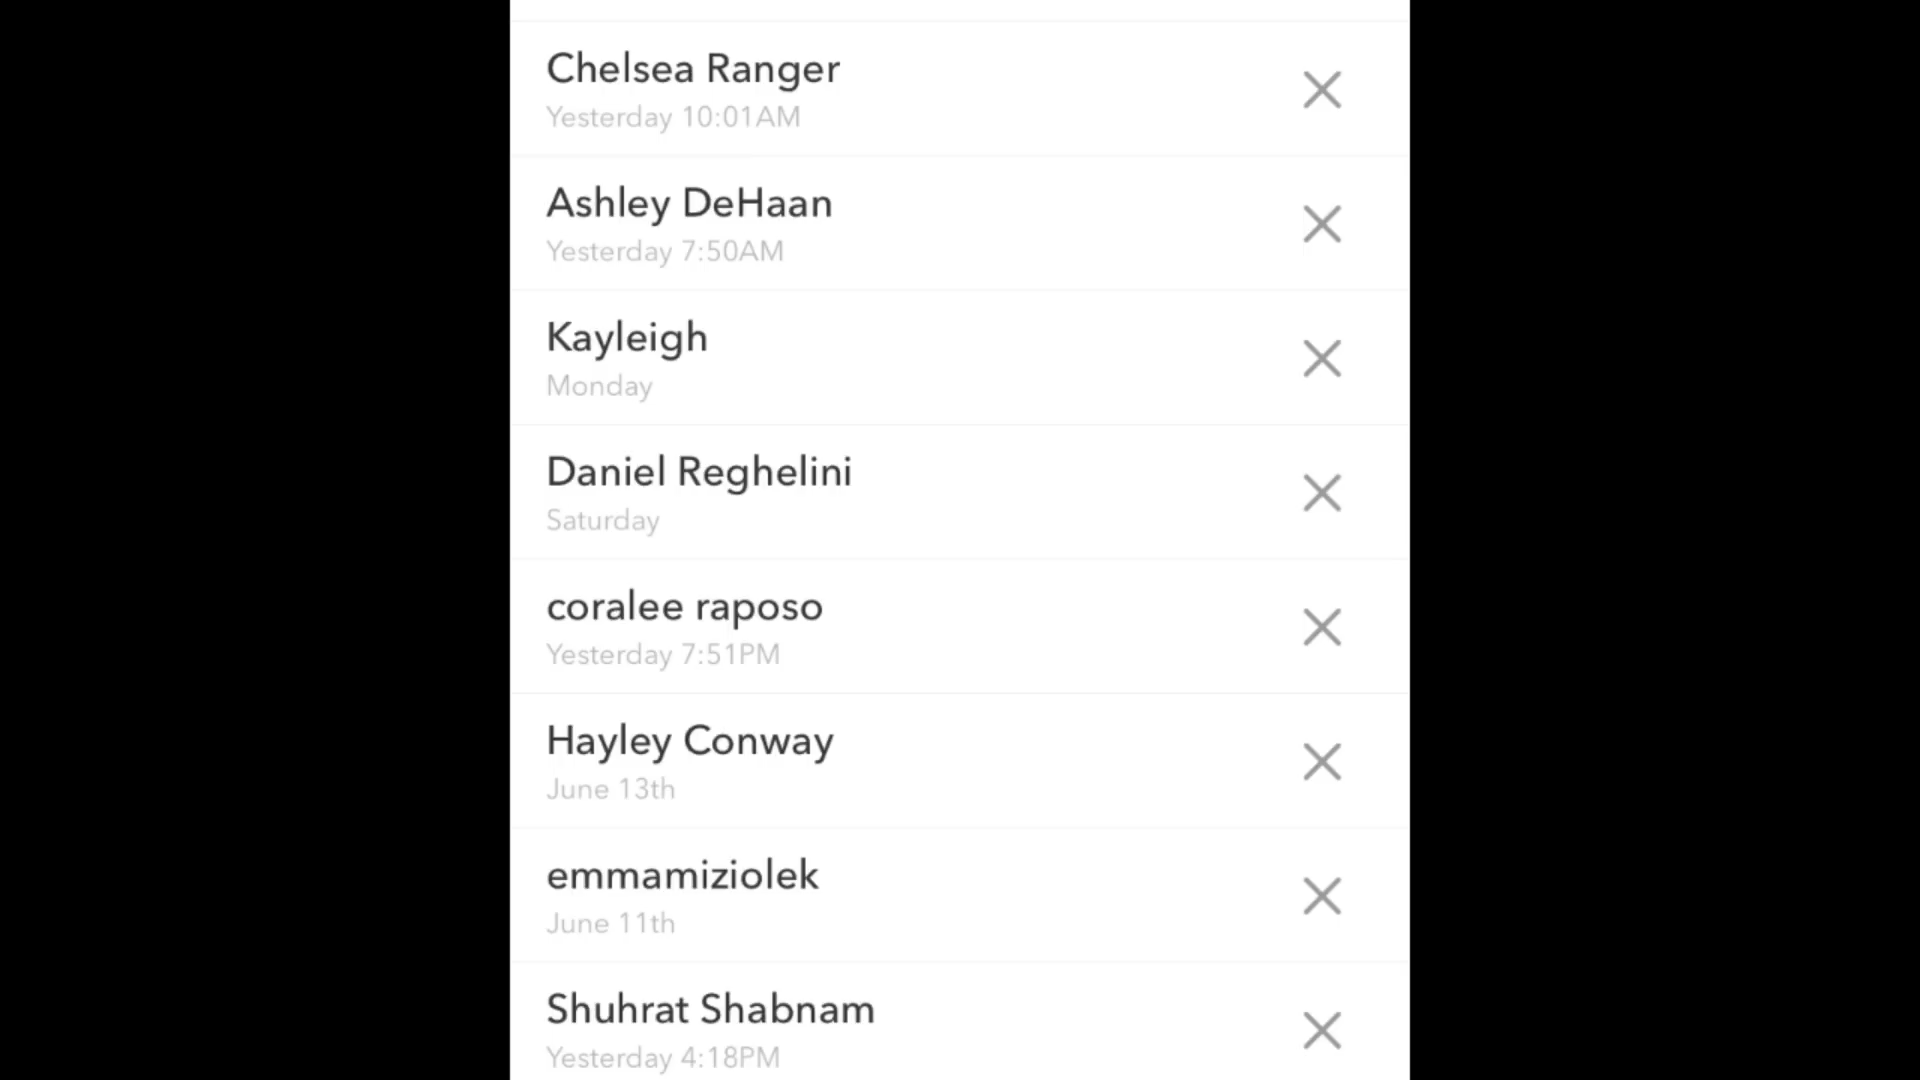 Chelsea Ranger
Yesterday 10:01AM
Ashley DeHaan
Yesterday 7:50AM
Kayleigh
Monday
Daniel Reghelini
Saturday
coralee raposo
Yesterday 7:51PM
Hayley Conway
June 13th
emmamiziolek
June 11th
Shuhrat Shabnam
Yesterday 4:18PM